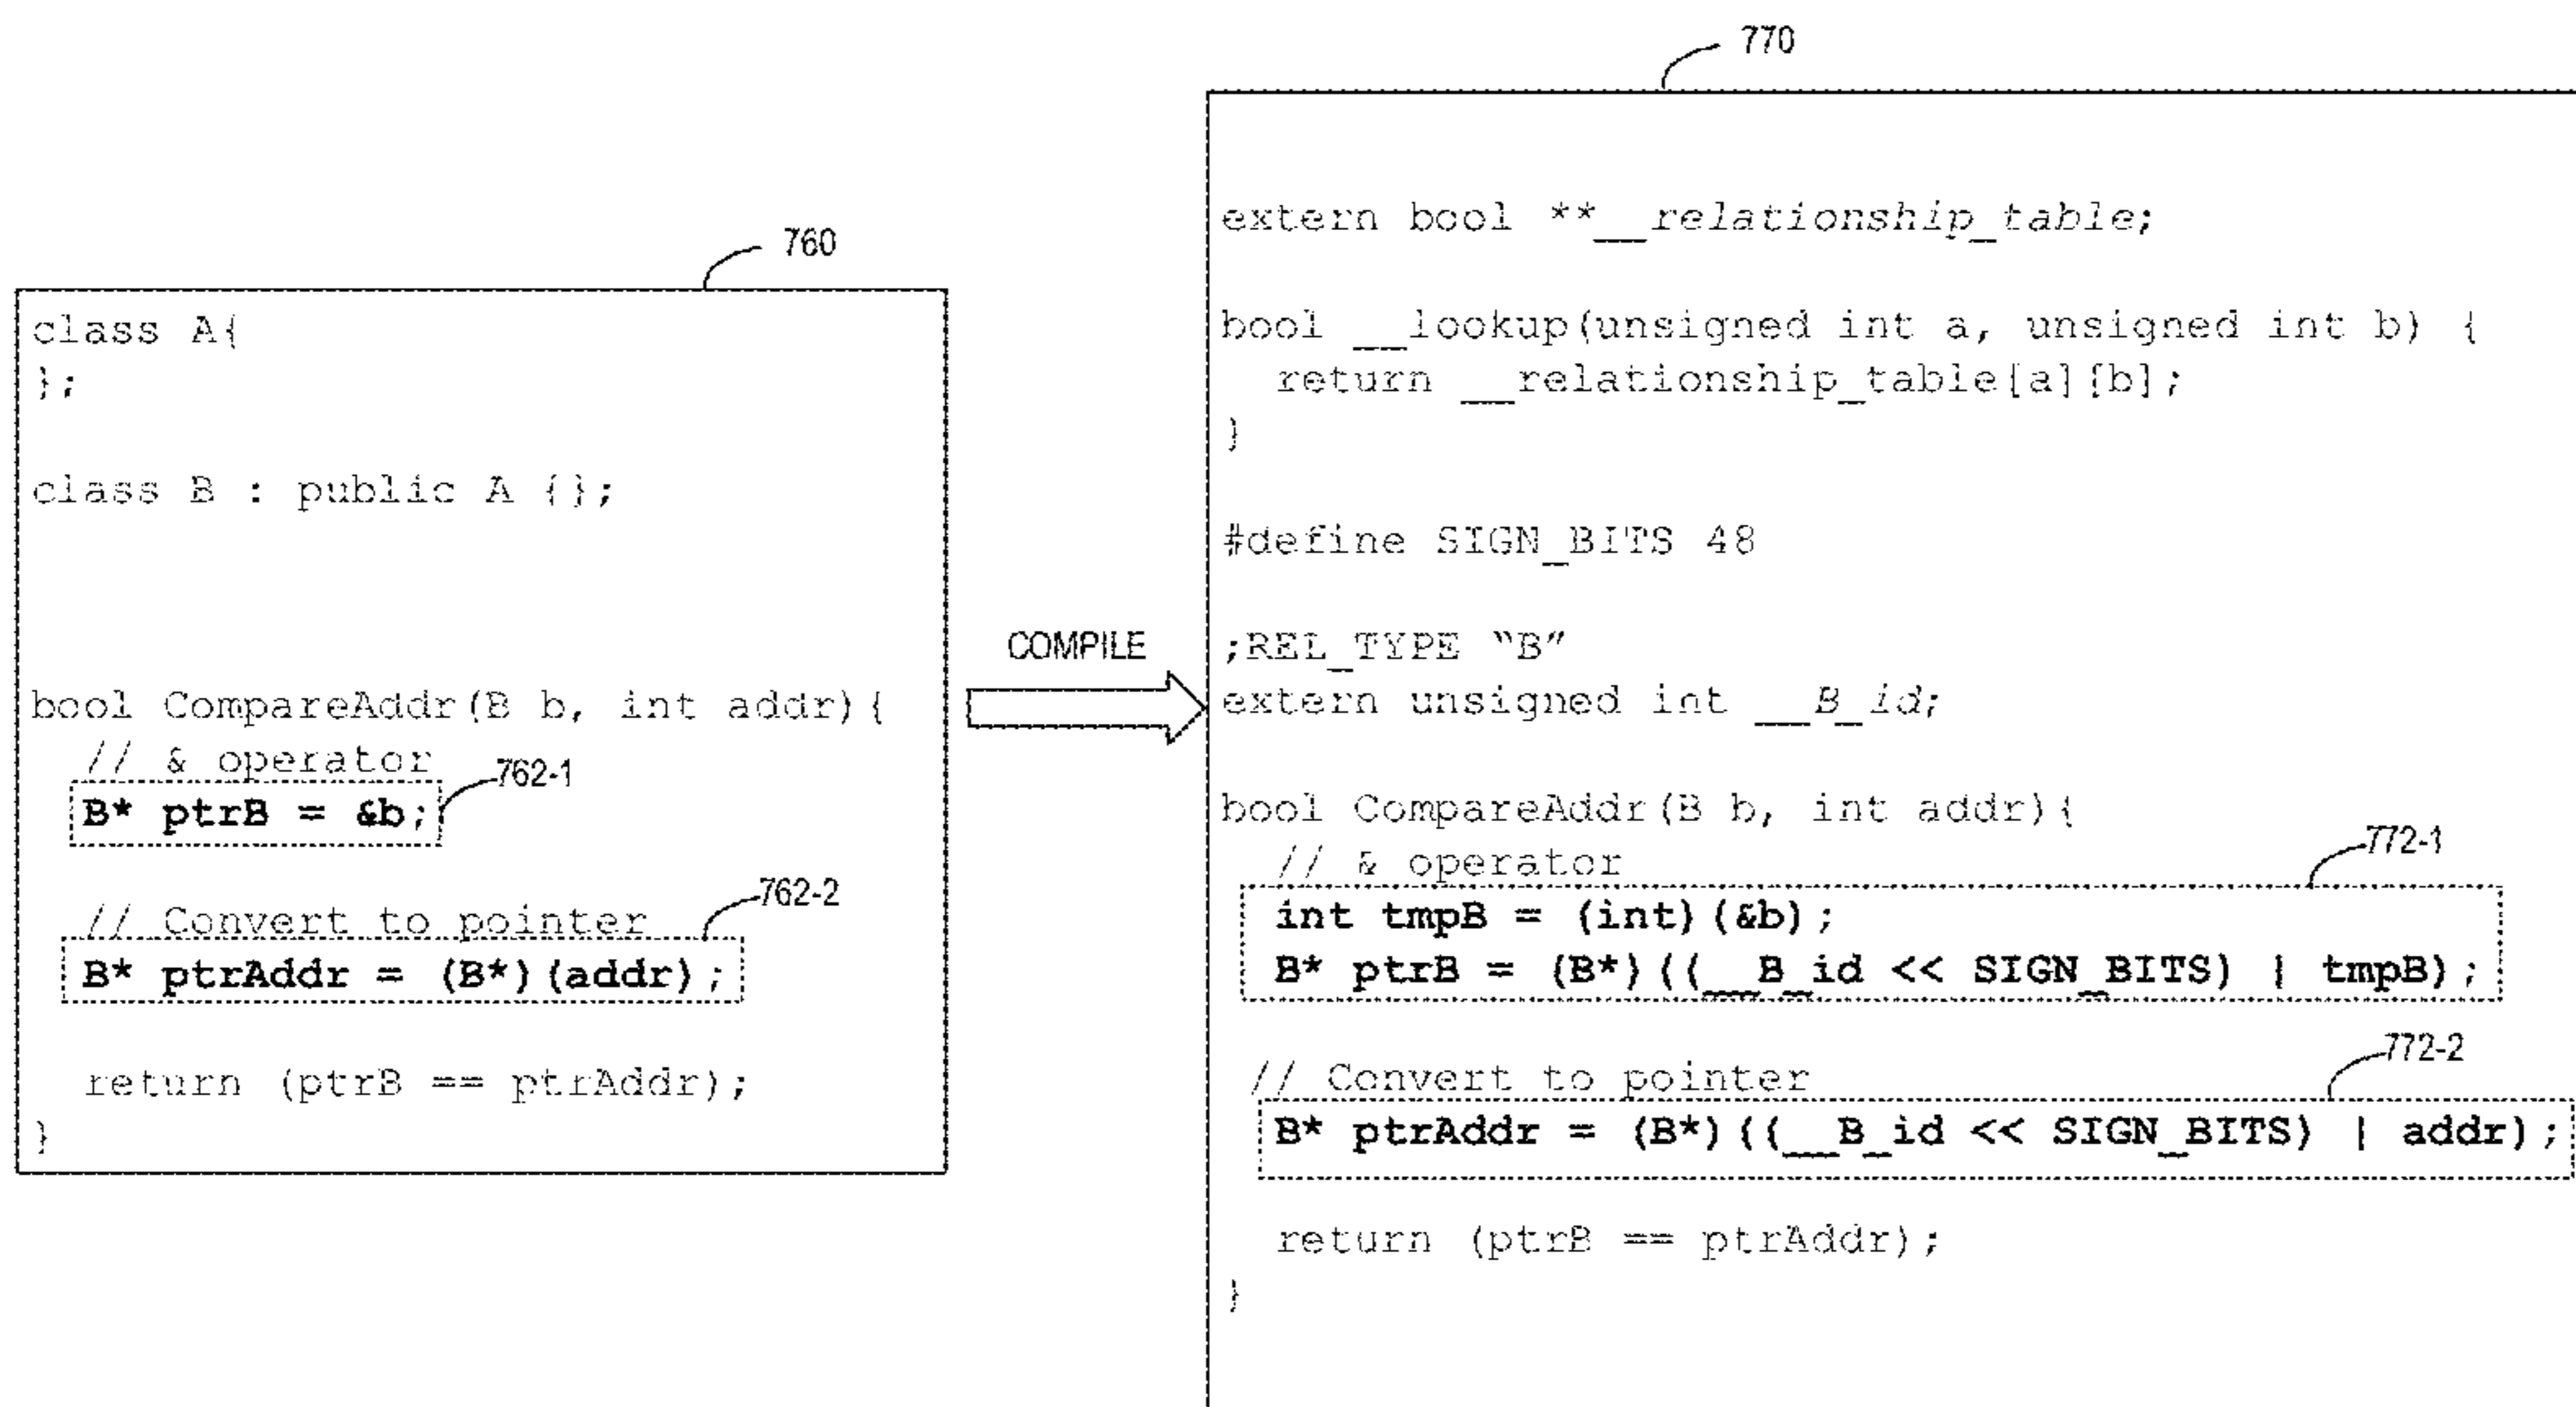 760
class A{
};
class B : public A {};
bool CompareAddr(B b, int addr){
// & operator
762-1
B* ptrB = &b;
762-2
// Convert to pointer
B* ptrAddr = (B*)(addr);
return (ptrB == ptrAddr);
}
COMPILE
770
extern bool **__relationship_table;
bool __lookup(unsigned int a, unsigned int b) {
return __relationship_table[a][b];
}
#define SIGN_BITS 48
;REL_TYPE "B"
extern unsigned int __B_id;
bool CompareAddr(B b, int addr){
// & operator
772-1
int tmpB = (int)(&b);
B* ptrB = (B*)((__B_id << SIGN_BITS) | tmpB);
772-2
// Convert to pointer
B* ptrAddr = (B*)((__B_id << SIGN_BITS) | addr);
return (ptrB == ptrAddr);
}